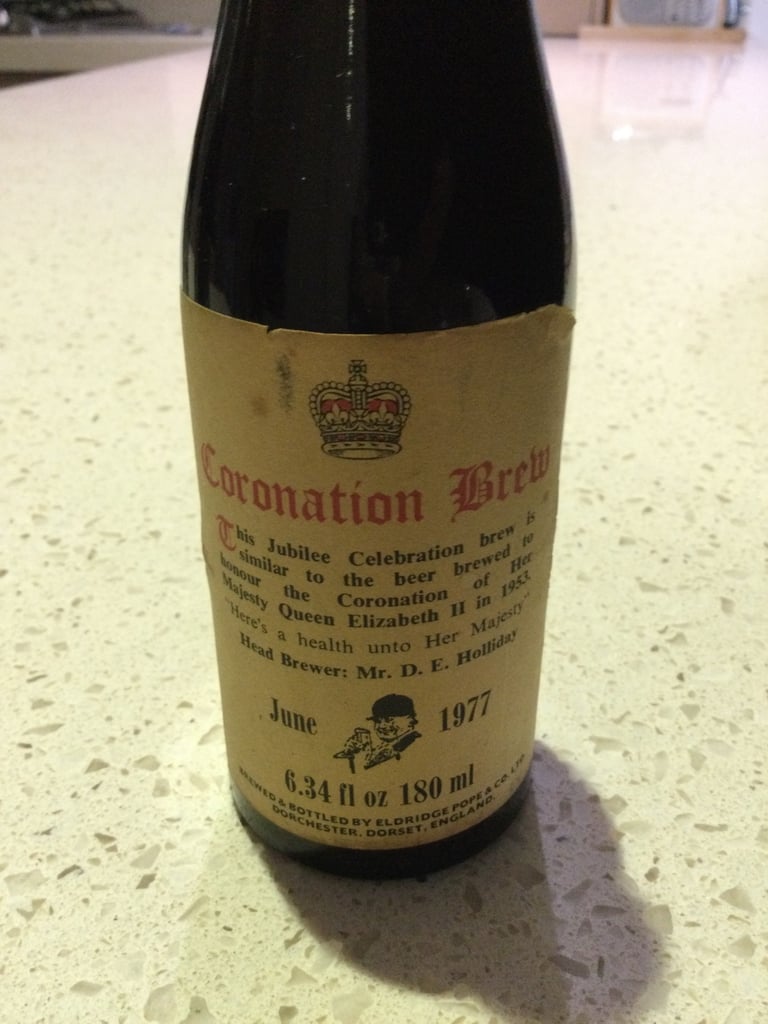 Coronation Brew
This Jubilee Celebration brew is
similar to the beer brewed to
honour the Coronation of Her
Majesty Queen Elizabeth II in 1953.
"Here's a health unto Her Majesty"
Head Brewer: Mr. D. E. Holliday
June 1977
6.34 fl oz 180 ml
BREWED & BOTTLED BY ELDRIDGE POPE & CO. LTD
DORCHESTER, DORSET, ENGLAND.